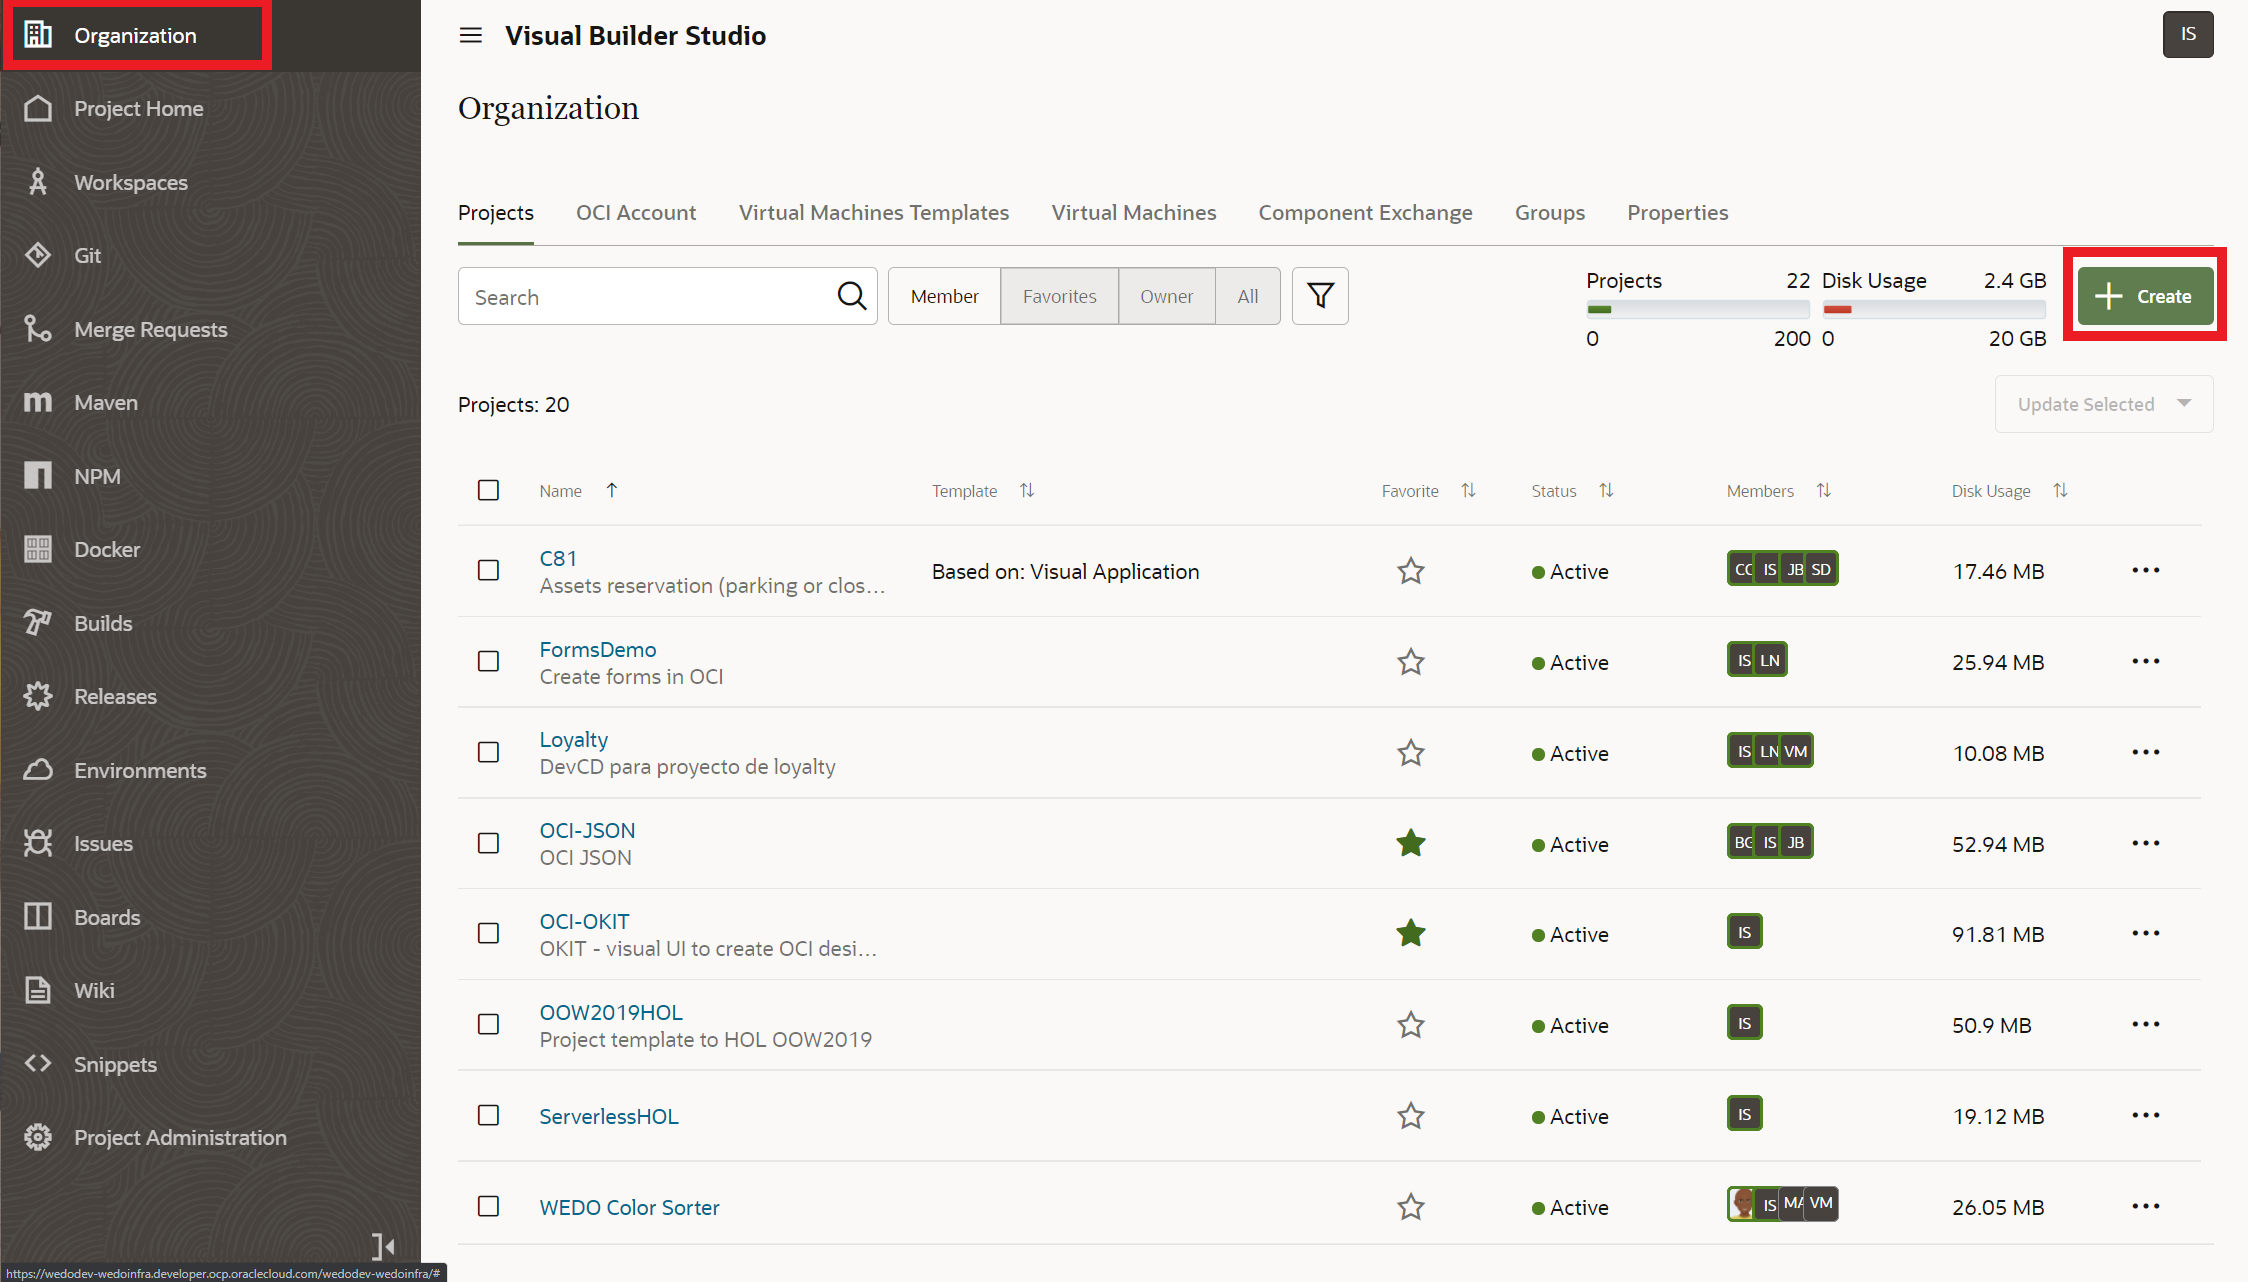 Organization
Project Home
Workspaces
Git
Merge Requests
Maven
NPM
Docker
Builds
Releases
Environments
Issues
Boards
Wiki
Snippets
Project Administration
https://wedodev-wedoinfra.developer.ocp.oraclecloud.com/wedodev-wedoinfra/#
Visual Builder Studio
IS
Organization
Projects OCI Account Virtual Machines Templates Virtual Machines Component Exchange Groups Properties
Search Member Favorites Owner All
Projects 22 Disk Usage 2.4 GB
0 200 0 20 GB
Create
Projects: 20
Update Selected
Name Template Favorite Status Members Disk Usage
C81
Assets reservation (parking or clos...
Based on: Visual Application Active CC IS JB SD 17.46 MB
FormsDemo
Create forms in OCI
Active IS LN 25.94 MB
Loyalty
DevCD para proyecto de loyalty
Active IS LN VM 10.08 MB
OCI-JSON
OCI JSON
Active BG IS JB 52.94 MB
OCI-OKIT
OKIT - visual UI to create OCI desi...
Active IS 91.81 MB
OOW2019HOL
Project template to HOL OOW2019
Active IS 50.9 MB
ServerlessHOL Active IS 19.12 MB
WEDO Color Sorter Active IS MA VM 26.05 MB